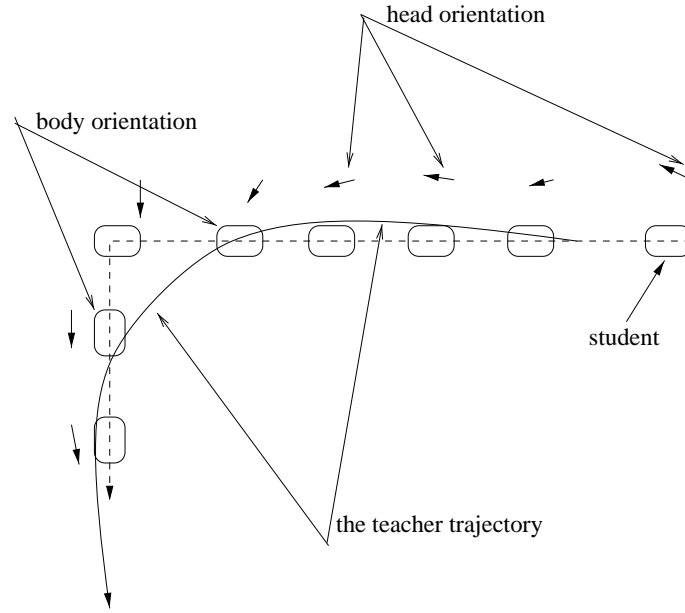 head orientation
body orientation
student
the teacher trajectory